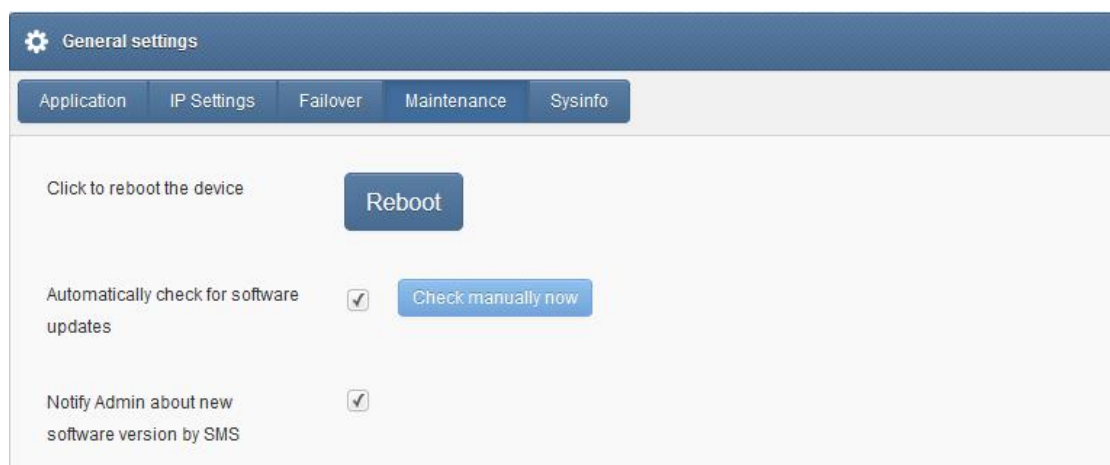 General settings
Application IP Settings Failover Maintenance Sysinfo
Click to reboot the device Reboot
Automatically check for software Check manually now
updates
Notify Admin about new
software version by SMS